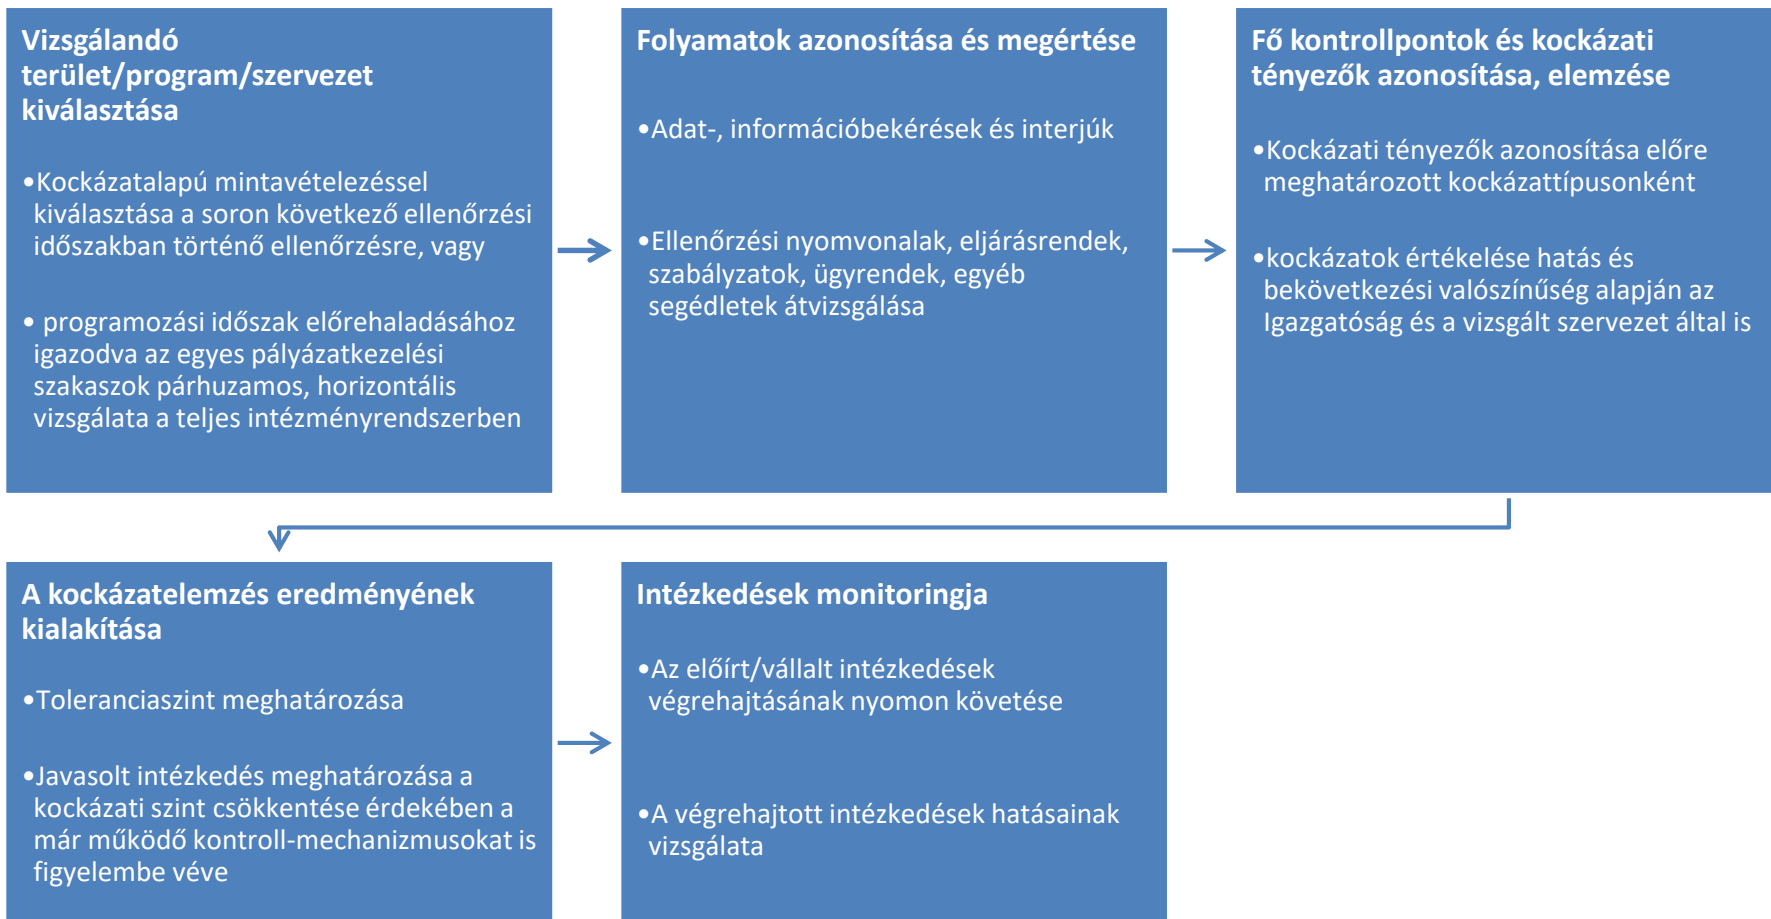 Vizsgálandó
terület/program/szervezet
kiválasztása
•Kockázatalapú mintavételezéssel
kiválasztása a soron következő ellenőrzési
időszakban történő ellenőrzésre, vagy
• programozási időszak előrehaladásához
igazodva az egyes pályázatkezelési
szakaszok párhuzamos, horizontális
vizsgálata a teljes intézményrendszerben
Folyamatok azonosítása és megértése
•Adat-, információbekérések és interjúk
•Ellenőrzési nyomvonalak, eljárásrendek,
szabályzatok, ügyrendek, egyéb
segédletek átvizsgálása
Fő kontrollpontok és kockázati
tényezők azonosítása, elemzése
•Kockázati tényezők azonosítása előre
meghatározott kockázattípusonként
•kockázatok értékelése hatás és
bekövetkezési valószínűség alapján az
Igazgatóság és a vizsgált szervezet által is
A kockázatelemzés eredményének
kialakítása
•Toleranciaszint meghatározása
•Javasolt intézkedés meghatározása a
kockázati szint csökkentése érdekében a
már működő kontroll-mechanizmusokat is
figyelembe véve
Intézkedések monitoringja
•Az előírt/vállalt intézkedések
végrehajtásának nyomon követése
•A végrehajtott intézkedések hatásainak
vizsgálata